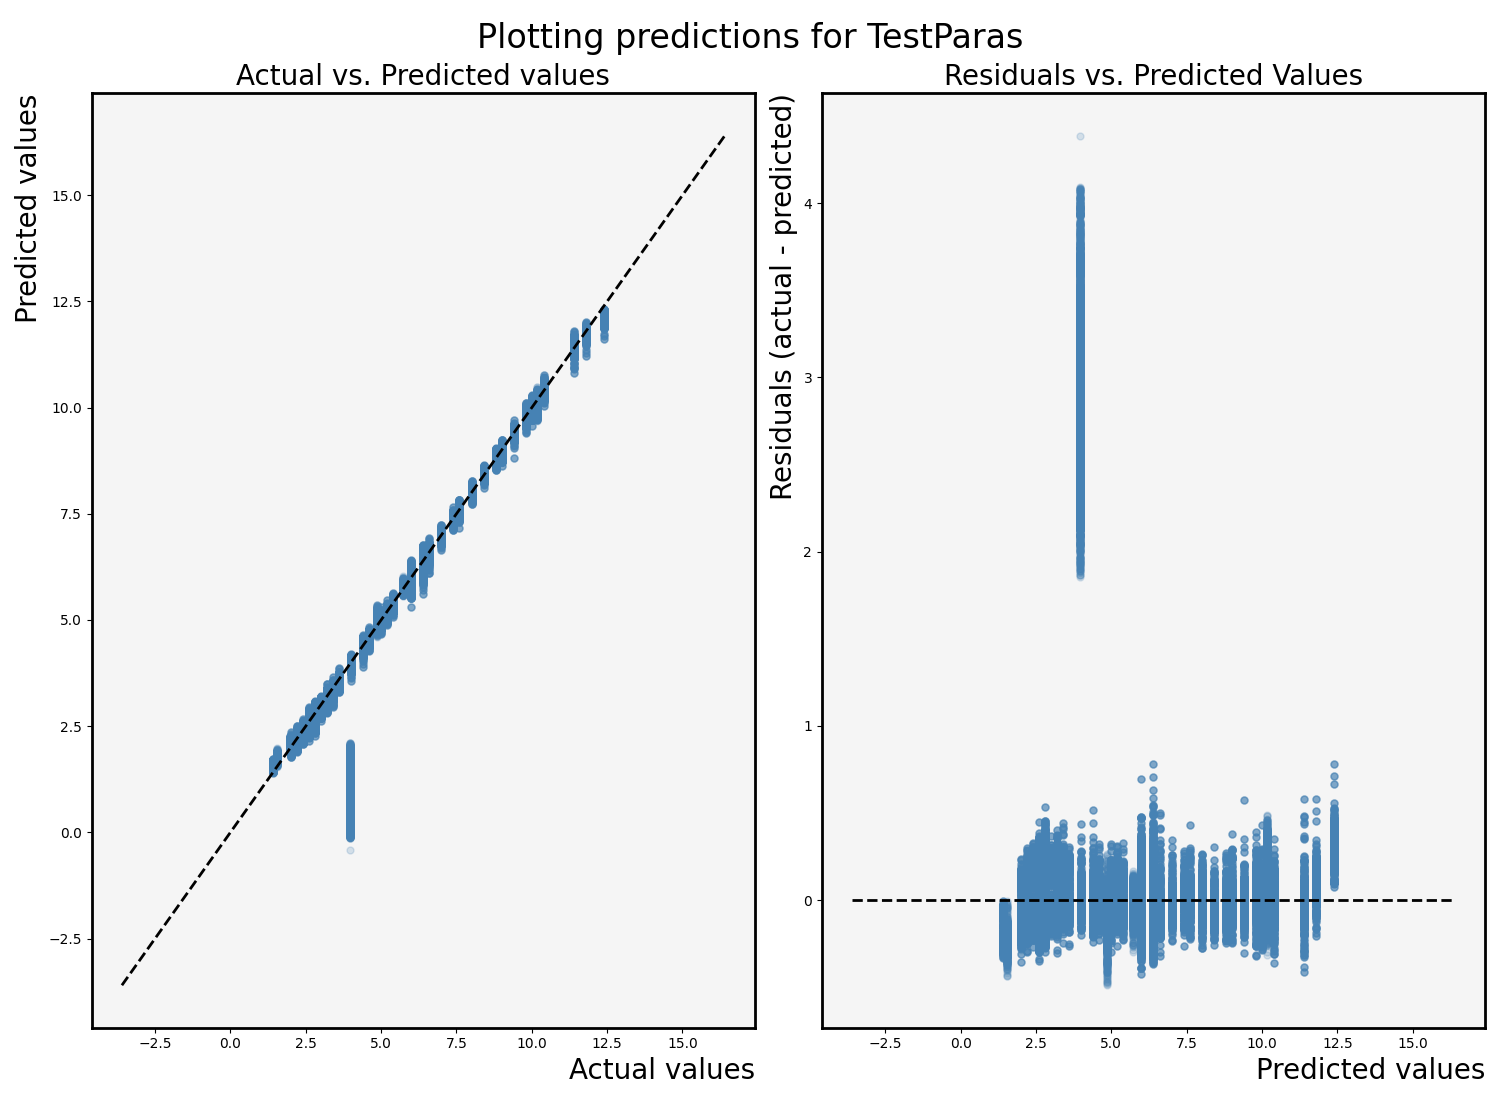 Plotting predictions for TestParas
Actual vs. Predicted values
Predicted values
15.0
12.5
10.0
7.5
5.0
2.5
0.0
−2.5
−2.5 0.0 2.5 5.0 7.5 10.0 12.5 15.0
Actual values
Residuals vs. Predicted Values
Residuals (actual - predicted)
4
3
2
1
0
−2.5 0.0 2.5 5.0 7.5 10.0 12.5 15.0
Predicted values